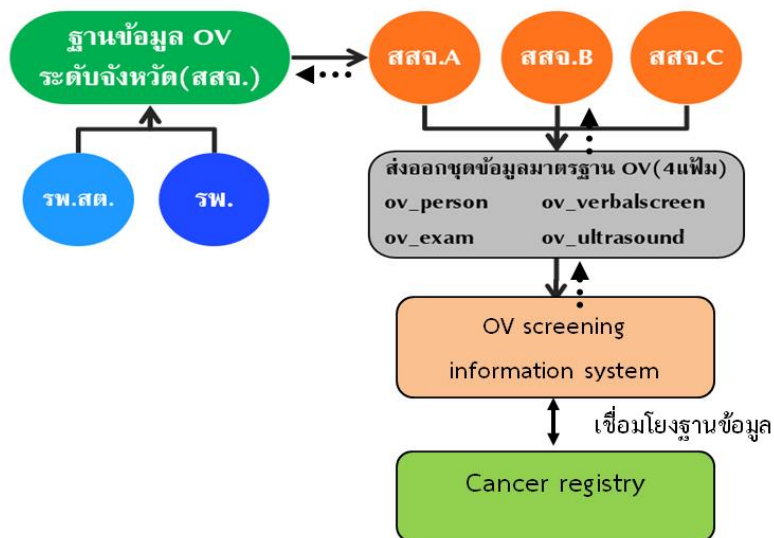 ฐานข้อมูล OV
ระดับจังหวัด(สสจ.)
สสจ.A
สสจ.B
สสจ.C
รพ.สต.
รพ.
ส่งออกชุดข้อมูลมาตรฐาน OV(4แฟ้ม)
ov_person ov_verbalscreen
ov_exam ov_ultrasound
OV screening
information system
เชื่อมโยงฐานข้อมูล
Cancer registry